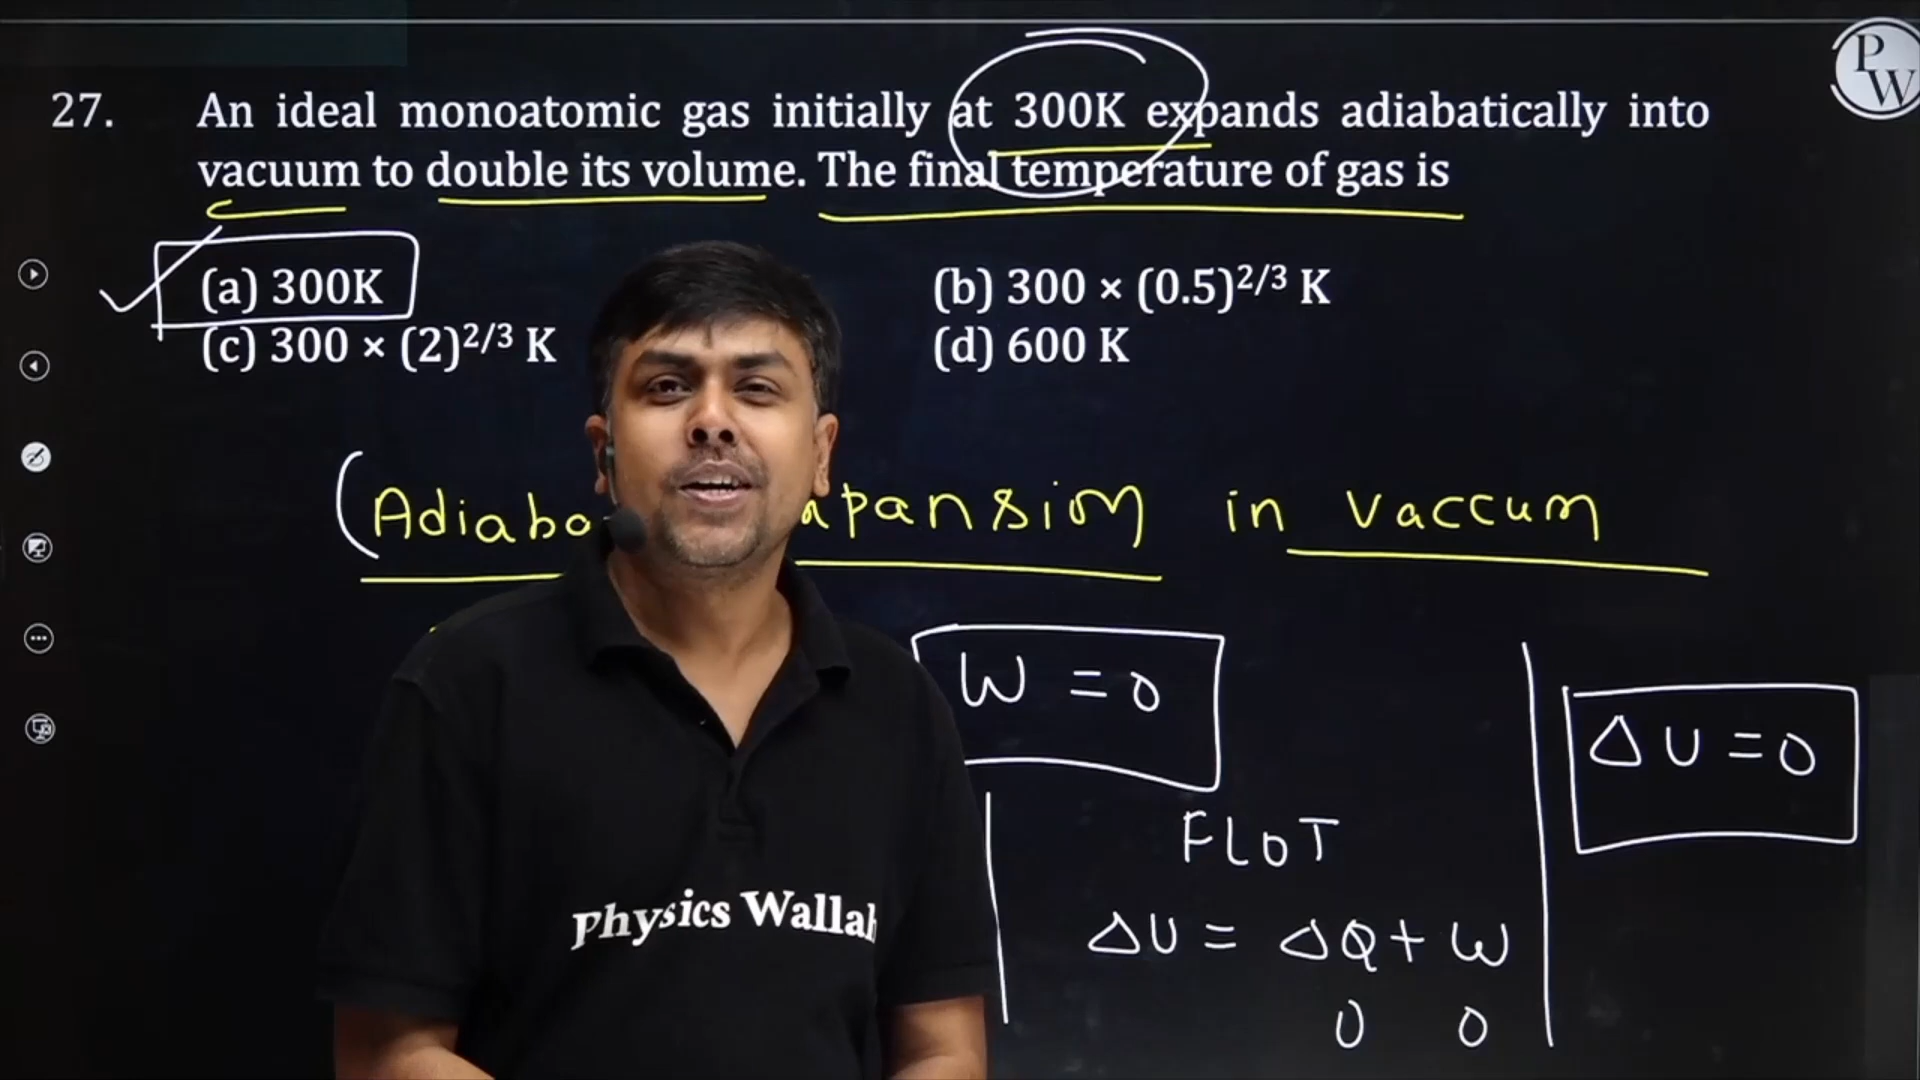 P
W
27. An ideal monoatomic gas initially at 300K expands adiabatically into
vacuum to double its volume. The final temperature of gas is
(a) 300K
(b) 300 × (0.5)^2/3 K
(c) 300 × (2)^2/3 K
(d) 600 K
in vaccum
W = 0
ΔU = 0
FLOT
ΔU = ΔQ + W
0 0
Physics Wallah